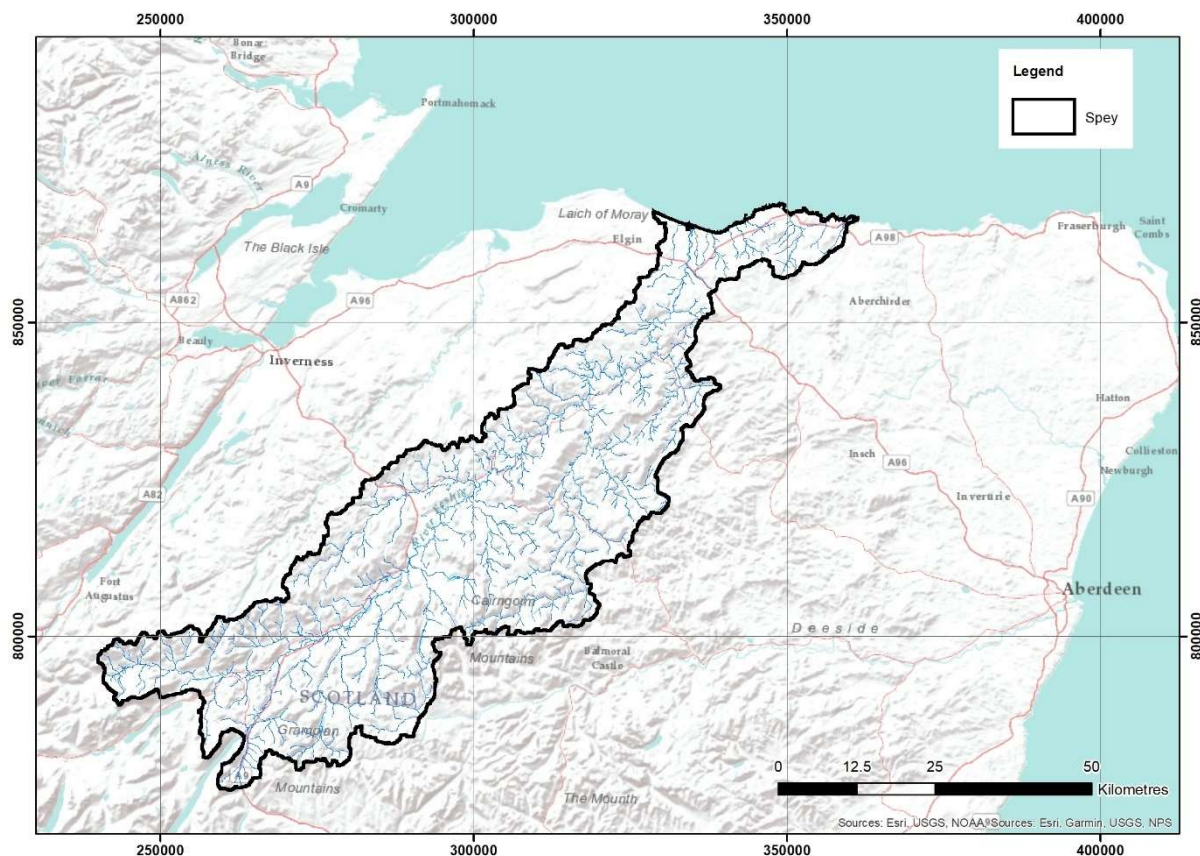 250000
300000
350000
400000
Bonar
Bridge
Portmahomack
Alness River
A9
Cromarty
The Black Isle
Laich of Moray
Elgin
A98
Fraserburgh
Saint
Combs
Legend
Spey
A862
A96
Beauly
Inverness
Aberchirder
850000
850000
Hatton
Collieston
Newburgh
Insch
A96
Inverurie
A90
A82
Fort
Augustus
Cairngorm
Aberdeen
Deeside
800000
800000
Mountains
Balmoral
Castle
SCOTLAND
Grampian
A9
Mountains
The Mounth
0
12.5
25
50
Kilometres
Sources: Esri, USGS, NOAA, Sources: Esri, Garmin, USGS, NPS
250000
300000
350000
400000